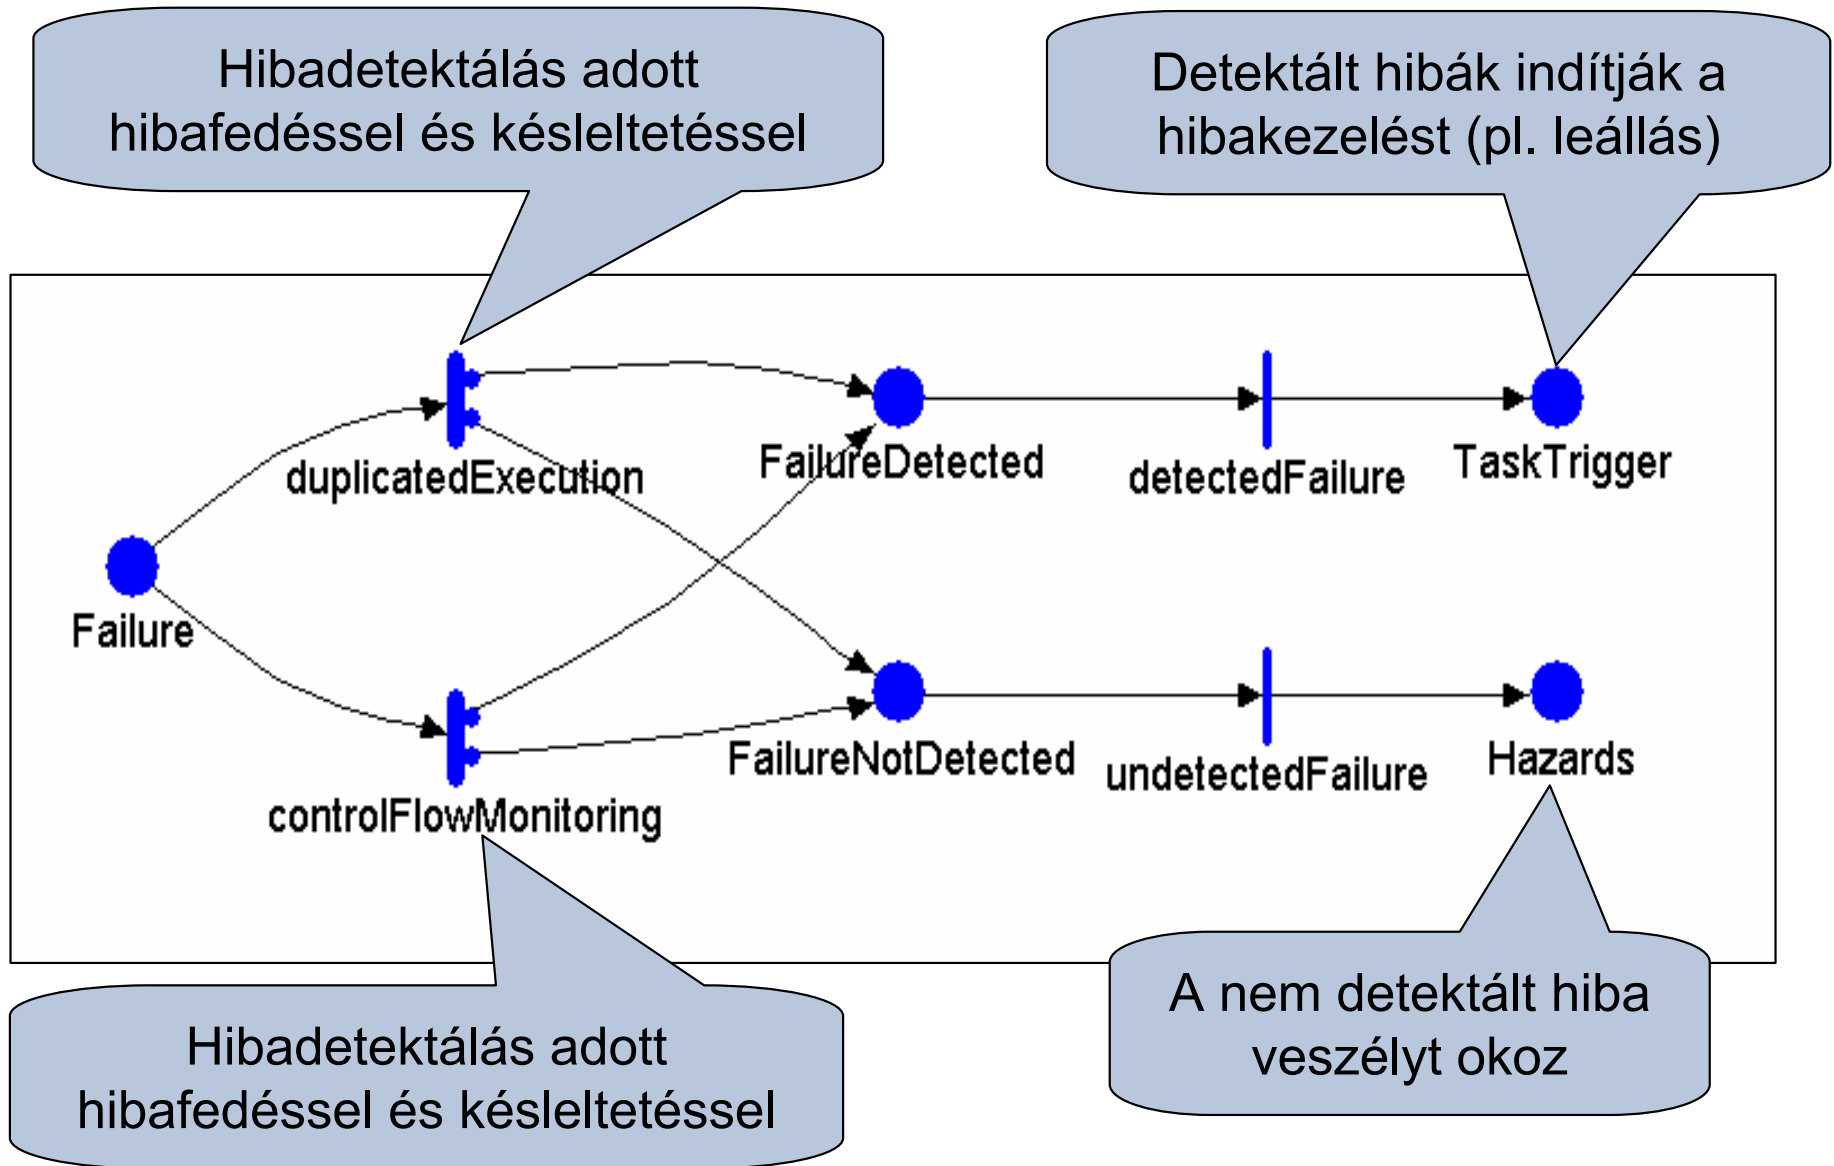 Hibadetektálás adott
hibafedéssel és késleltetéssel
Detektált hibák indítják a
hibakezelést (pl. leállás)
duplicatedExecution
FailureDetected
detectedFailure
TaskTrigger
Failure
controlFlowMonitoring
FailureNotDetected
undetectedFailure
Hazards
Hibadetektálás adott
hibafedéssel és késleltetéssel
A nem detektált hiba
veszélyt okoz